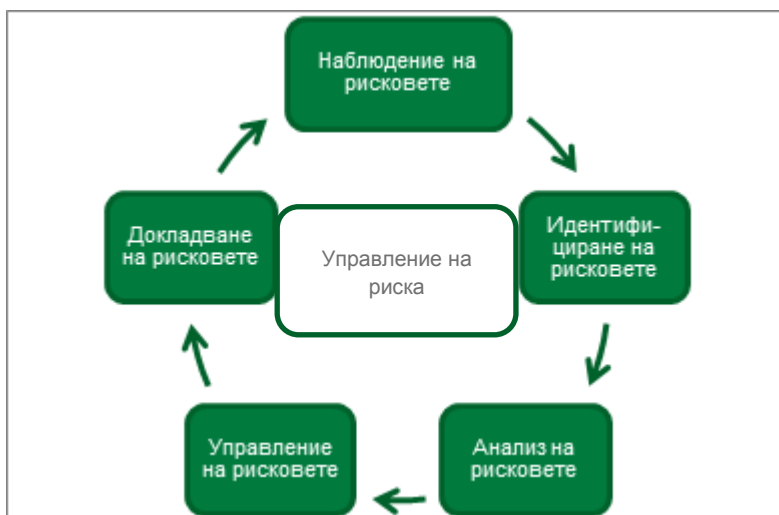 Наблюдение на
рисковете
Идентифи-
циране на
рисковете
Анализ на
рисковете
Управление
на рисковете
Докладване
на рисковете
Управление на
риска